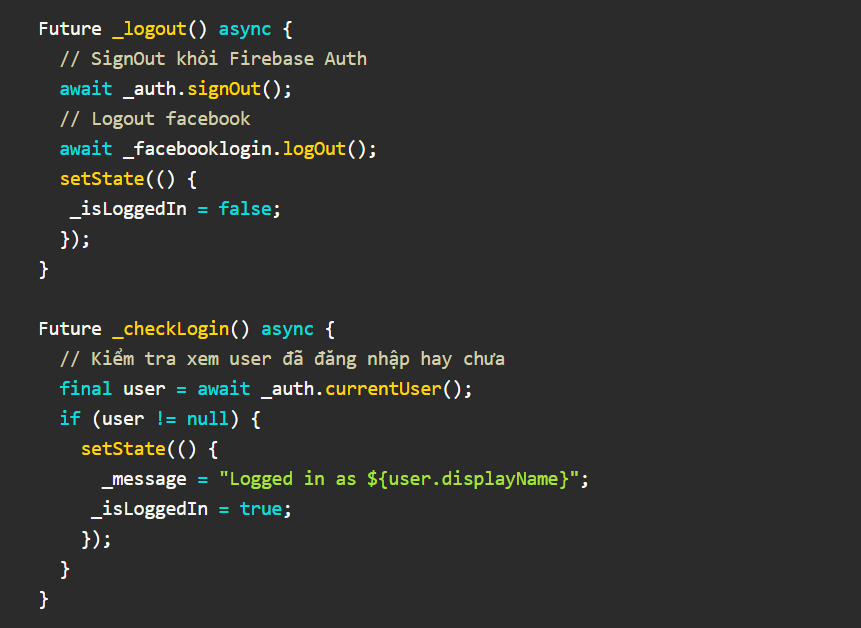 Future _logout() async {
  // SignOut khỏi Firebase Auth
  await _auth.signOut();
  // Logout facebook
  await _facebooklogin.logOut();
  setState(() {
   _isLoggedIn = false;
  });
}

Future _checkLogin() async {
  // Kiểm tra xem user đã đăng nhập hay chưa
  final user = await _auth.currentUser();
  if (user != null) {
    setState(() {
      _message = "Logged in as ${user.displayName}";
     _isLoggedIn = true;
    });
  }
}